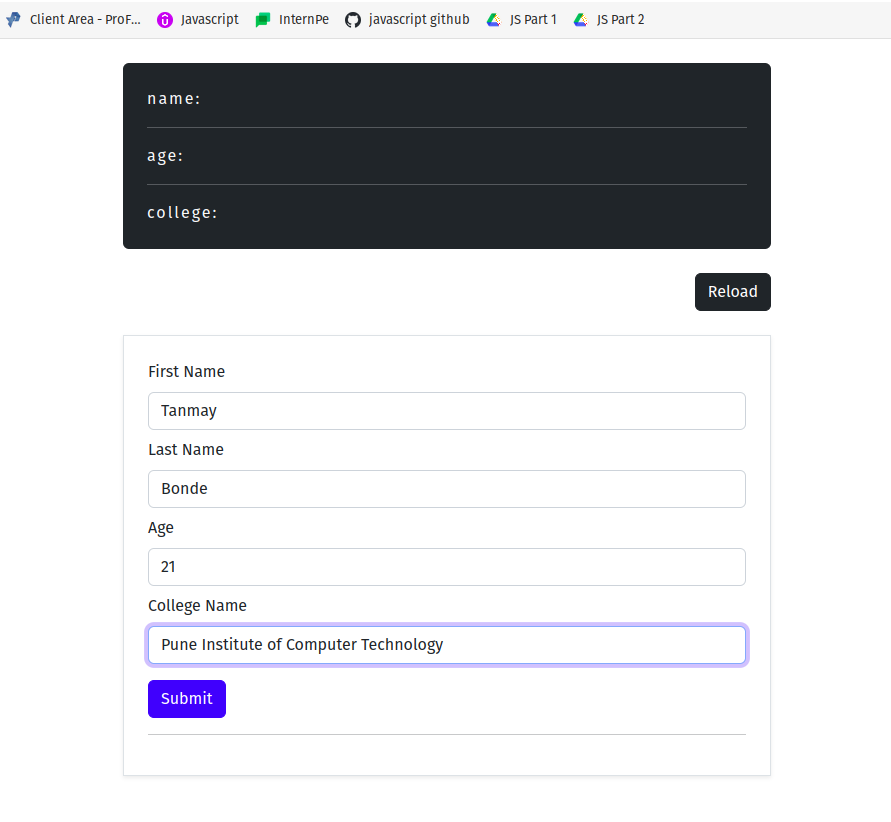 Client Area - ProF... Javascript InternPe javascript github JS Part 1 JS Part 2
name:
age:
college:
Reload
First Name
Tanmay
Last Name
Bonde
Age
21
College Name
Pune Institute of Computer Technology
Submit